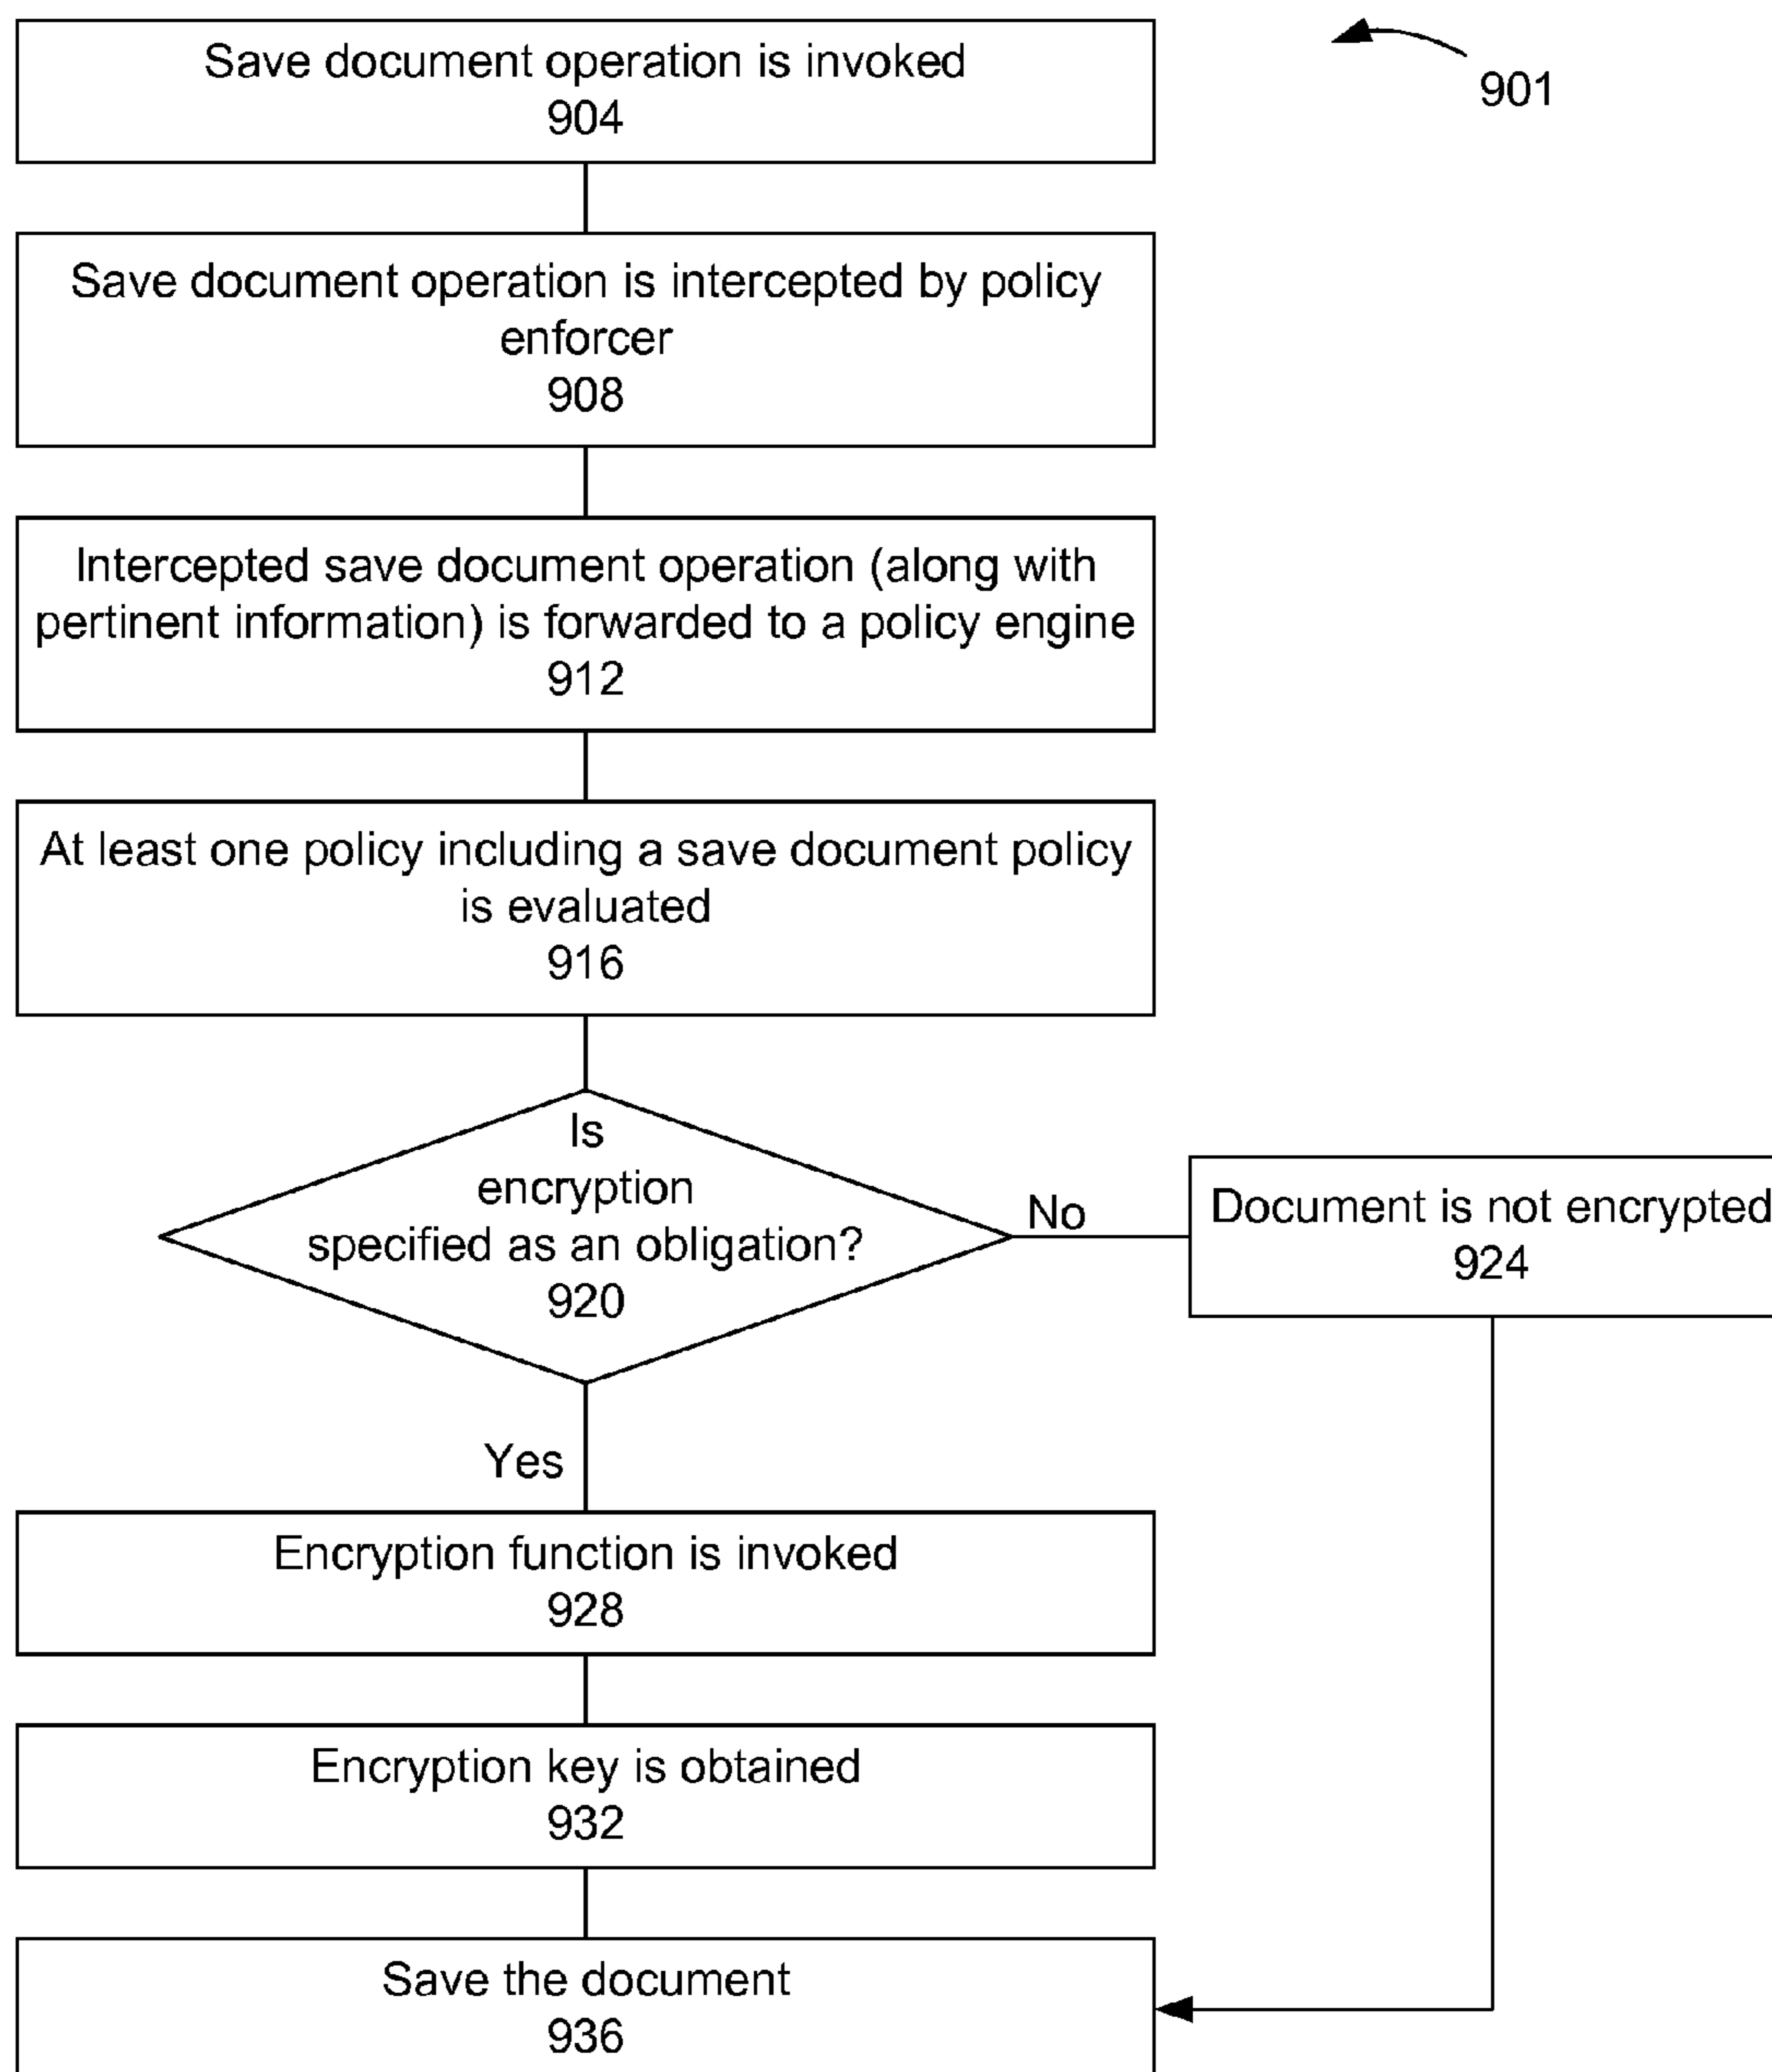 Save document operation is invoked
904
901
Save document operation is intercepted by policy
enforcer
908
Intercepted save document operation (along with
pertinent information) is forwarded to a policy engine
912
At least one policy including a save document policy
is evaluated
916
Is
encryption
specified as an obligation?
920
No
Document is not encrypted
924
Yes
Encryption function is invoked
928
Encryption key is obtained
932
Save the document
936